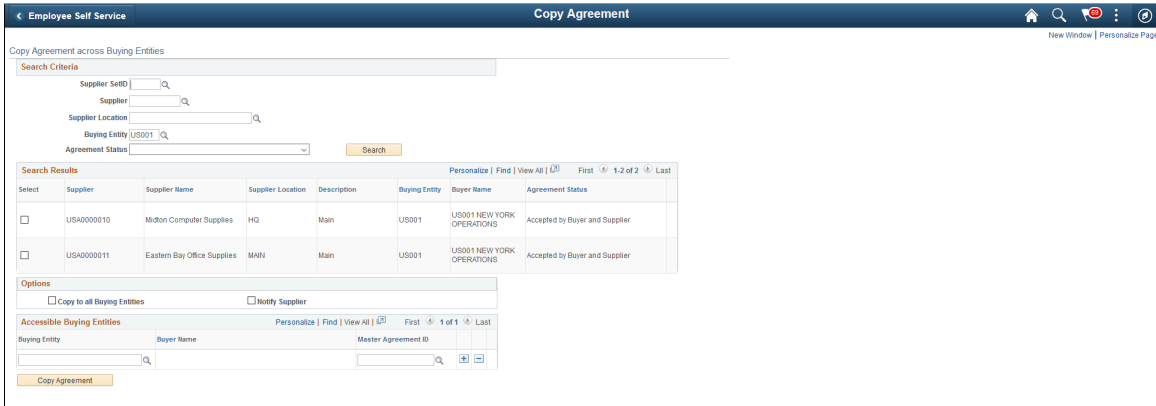 Employee Self Service
Copy Agreement
69
New Window | Personalize Page
Copy Agreement across Buying Entities
Search Criteria
Supplier SetID
Supplier
Supplier Location
Buying Entity US001
Agreement Status
Search
Search Results Personalize | Find | View All | First 1-2 of 2 Last
Select Supplier Supplier Name Supplier Location Description Buying Entity Buyer Name Agreement Status
USA0000010 Midton Computer Supplies HQ Main US001 US001 NEW YORK OPERATIONS Accepted by Buyer and Supplier
USA0000011 Eastern Bay Office Supplies MAIN Main US001 US001 NEW YORK OPERATIONS Accepted by Buyer and Supplier
Options
Copy to all Buying Entities Notify Supplier
Accessible Buying Entities Personalize | Find | View All | First 1 of 1 Last
Buying Entity Buyer Name Master Agreement ID
Copy Agreement